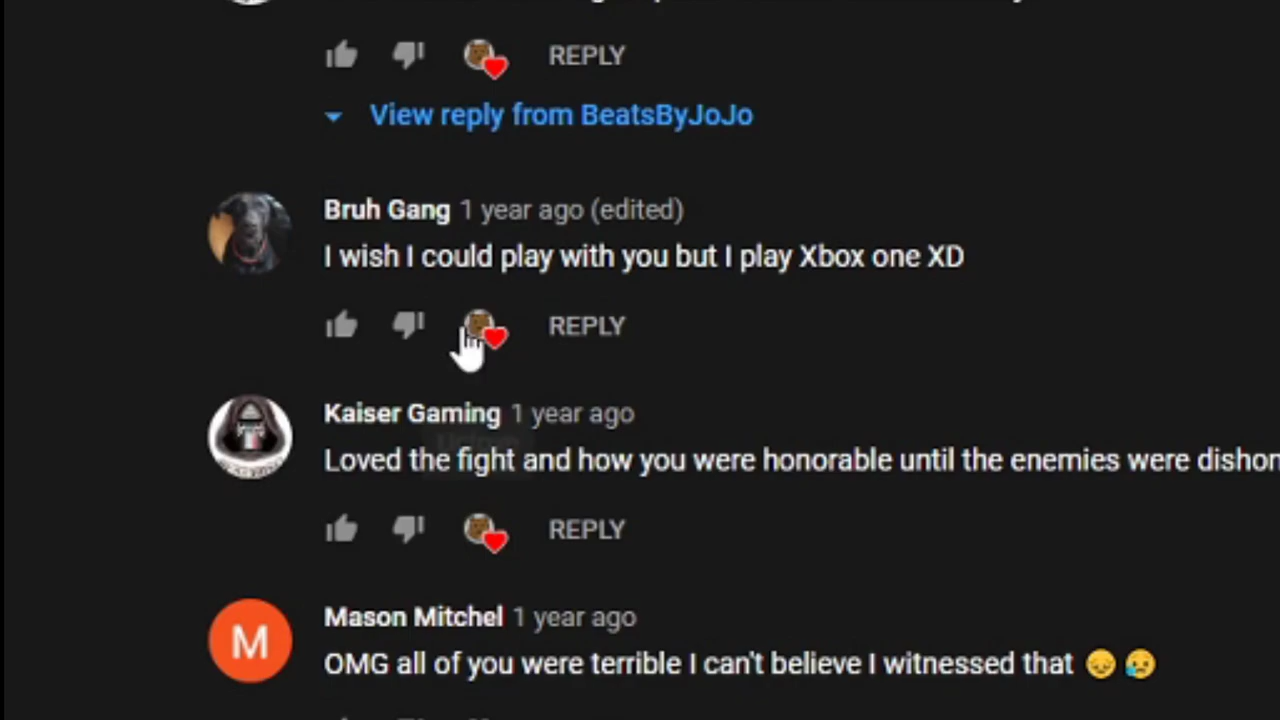 REPLY
View reply from BeatsByJoJo
Bruh Gang 1 year ago (edited)
I wish I could play with you but I play Xbox one XD
REPLY
Kaiser Gaming 1 year ago
Loved the fight and how you were honorable until the enemies were dishon
REPLY
M
Mason Mitchel 1 year ago
OMG all of you were terrible I can't believe I witnessed that 😔 😥